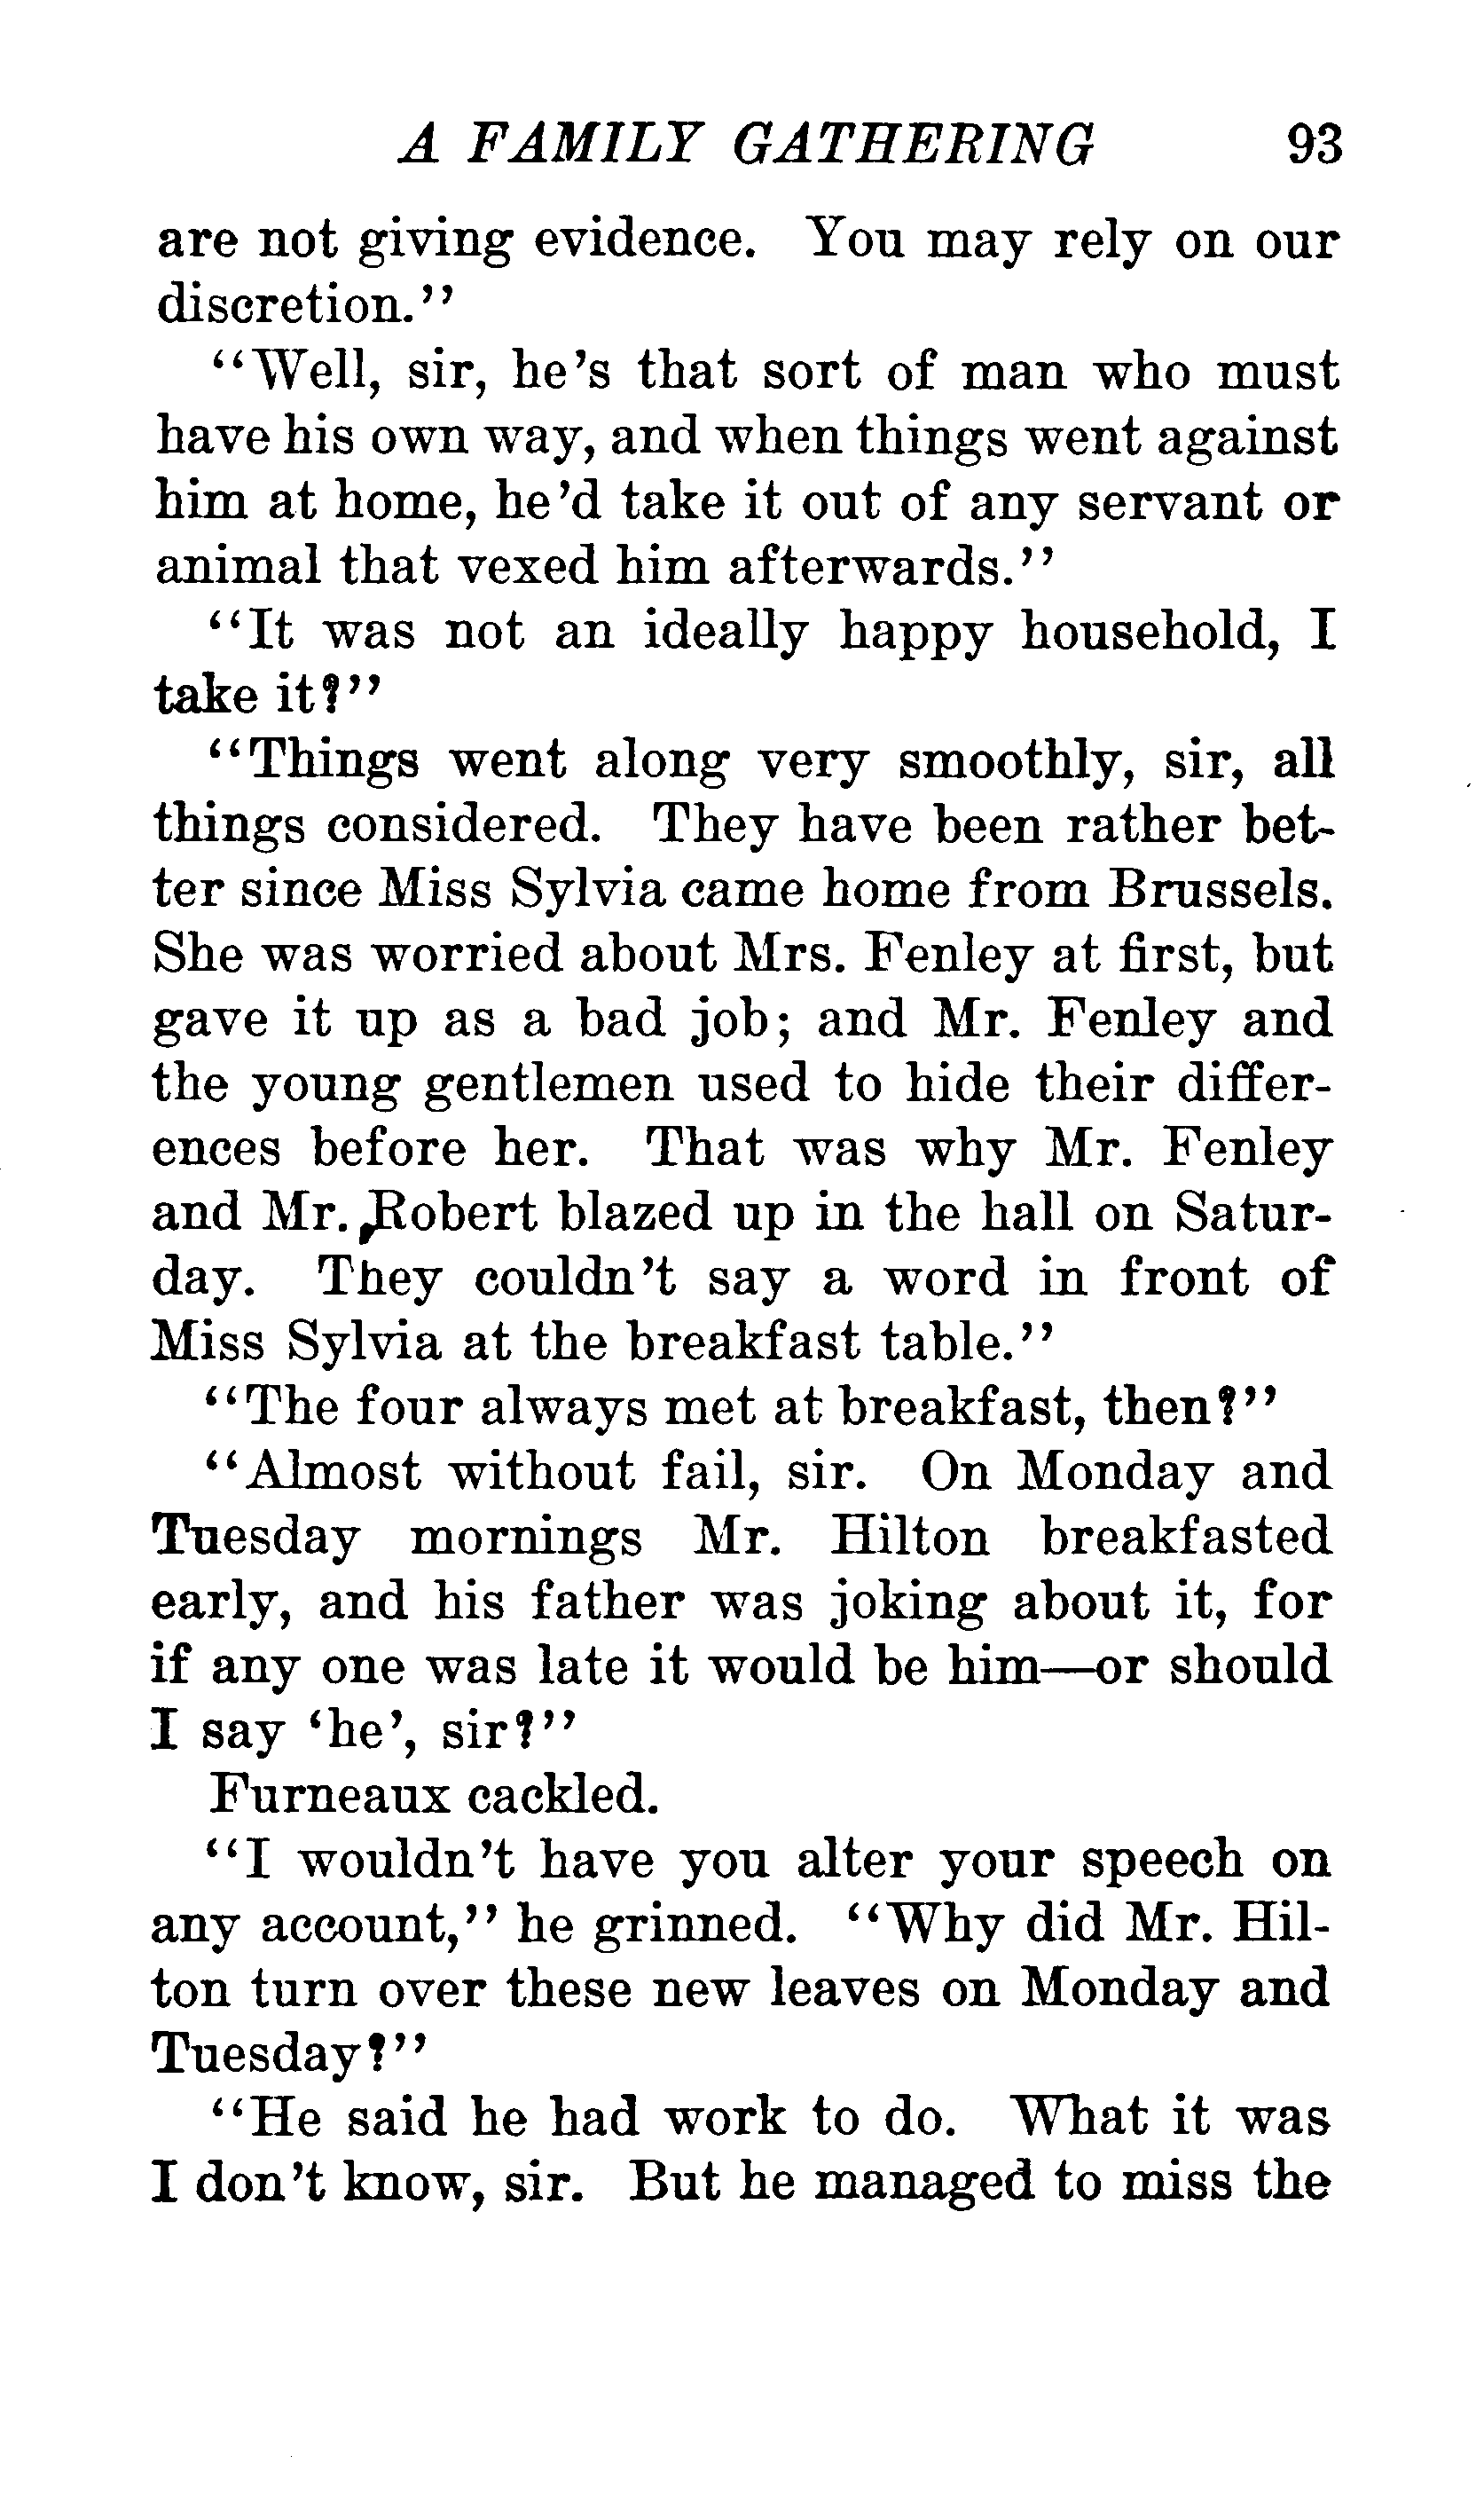 A FAMILY GATHERING 93
are not giving evidence. You may rely on our
discretion."
"Well, sir, he's that sort of man who must
have his own way, and when things went against
him at home, he'd take it out of any servant or
animal that vexed him afterwards."
"It was not an ideally happy household, I
take it?"
"Things went along very smoothly, sir, all
things considered. They have been rather bet-
ter since Miss Sylvia came home from Brussels.
She was worried about Mrs. Fenley at first, but
gave it up as a bad job; and Mr. Fenley and
the young gentlemen used to hide their differ-
ences before her. That was why Mr. Fenley
and Mr. Robert blazed up in the hall on Satur-
day. They couldn't say a word in front of
Miss Sylvia at the breakfast table."
"The four always met at breakfast, then?"
"Almost without fail, sir. On Monday and
Tuesday mornings Mr. Hilton breakfasted
early, and his father was joking about it, for
if any one was late it would be him—or should
I say 'he', sir?"
Furneaux cackled.
"I wouldn't have you alter your speech on
any account," he grinned. "Why did Mr. Hil-
ton turn over these new leaves on Monday and
Tuesday?"
"He said he had work to do. What it was
I don't know, sir. But he managed to miss the